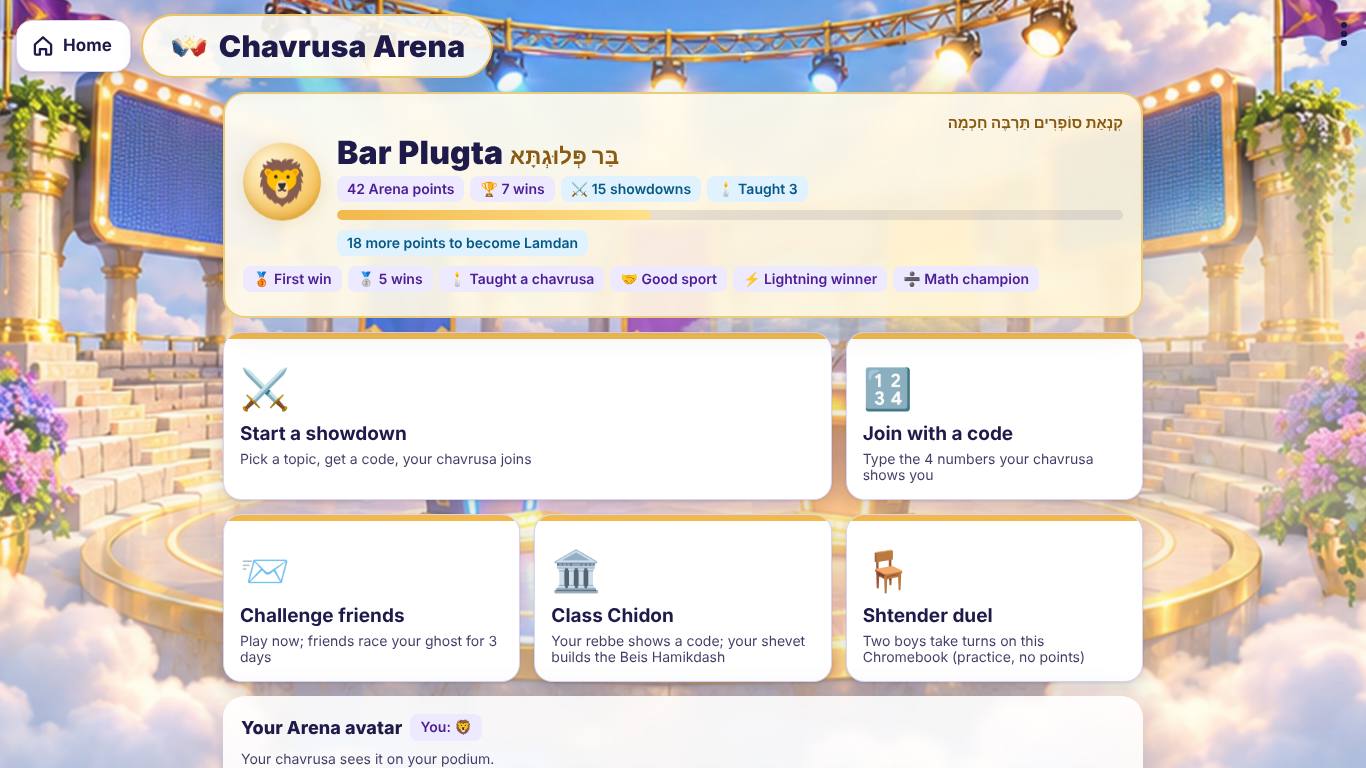 Home
Chavrusa Arena
קִנְאַת סוֹפְרִים תַּרְבֶּה חָכְמָה
Bar Plugta בַּר פְּלוּגְתָּא
42 Arena points
7 wins
15 showdowns
Taught 3
18 more points to become Lamdan
First win
5 wins
Taught a chavrusa
Good sport
Lightning winner
Math champion
1 2
3 4
Start a showdown
Pick a topic, get a code, your chavrusa joins
Join with a code
Type the 4 numbers your chavrusa
shows you
Challenge friends
Play now; friends race your ghost for 3
days
Class Chidon
Your rebbe shows a code; your shevet
builds the Beis Hamikdash
Shtender duel
Two boys take turns on this
Chromebook (practice, no points)
Your Arena avatar
You:
Your chavrusa sees it on your podium.